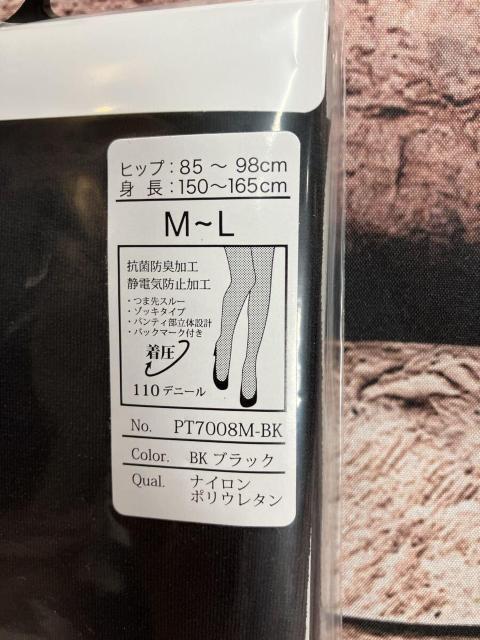 ヒップ：85 〜 98cm
身 長：150〜165cm
M~L
抗菌防臭加工
静電気防止加工
・つま先スルー
・ゾッキタイプ
・パンティ部立体設計
・バックマーク付き
着圧
110デニール
No. PT7008M-BK
Color. BK ブラック
Qual. ナイロン
ポリウレタン